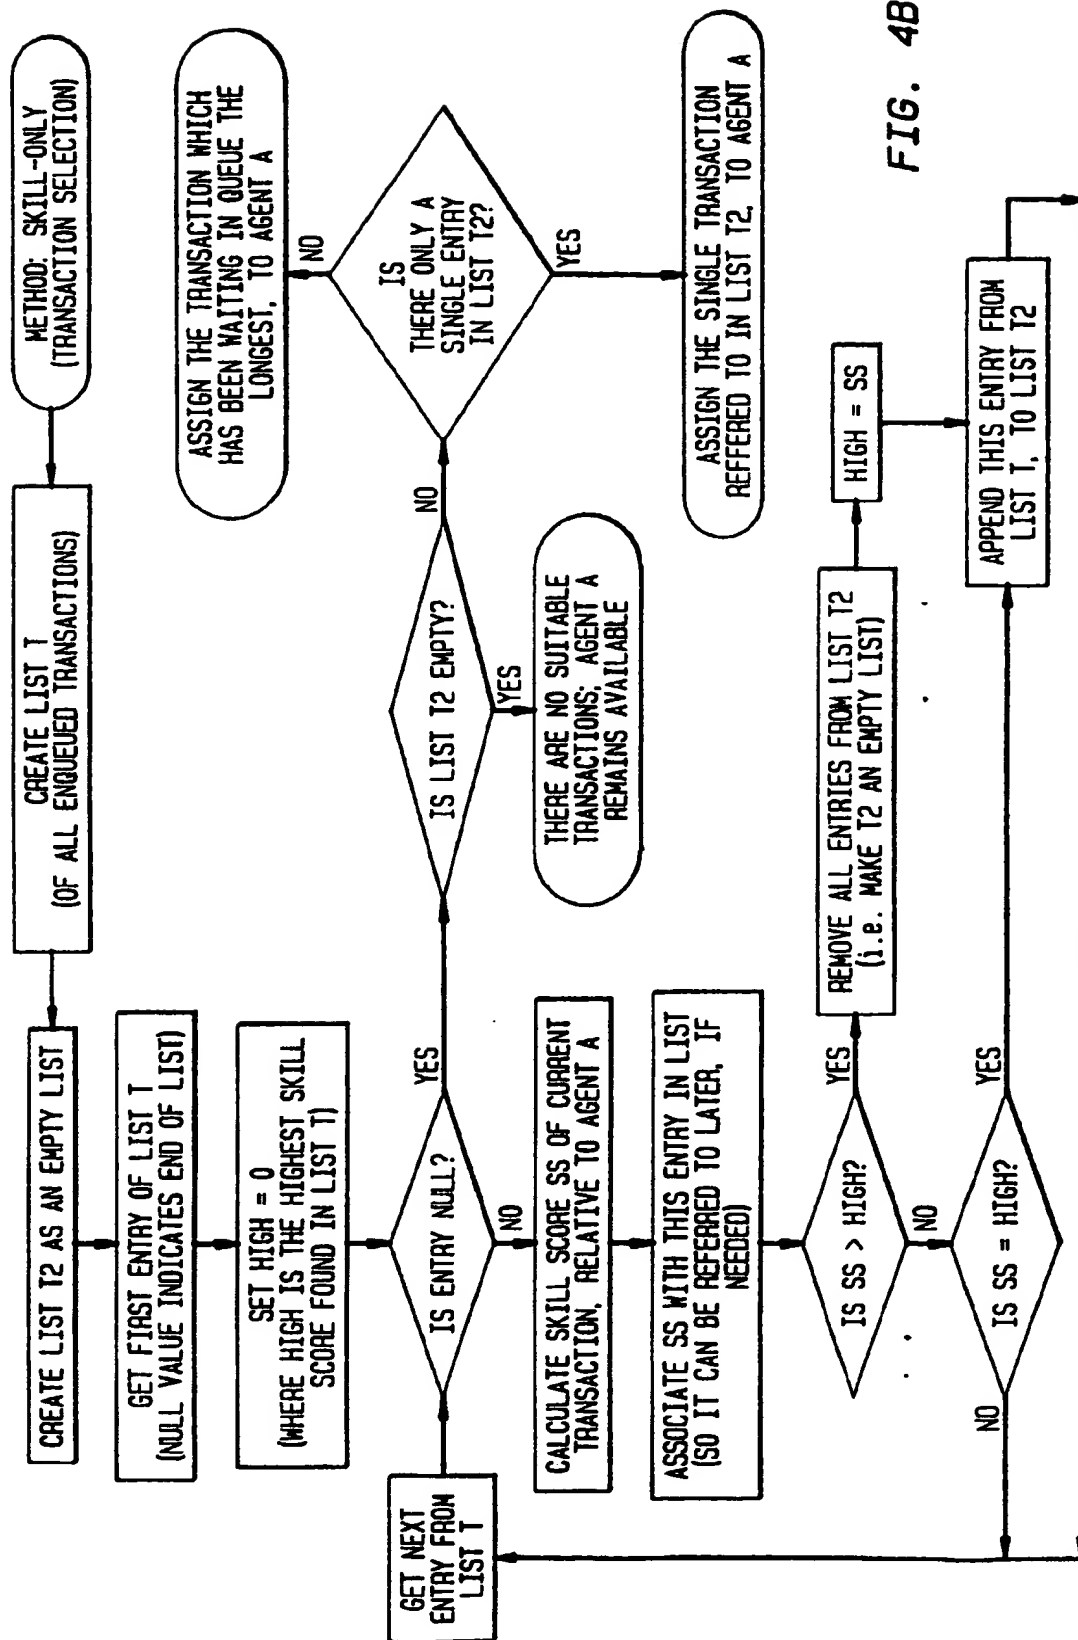 METHOD: SKILL-ONLY
(TRANSACTION SELECTION)
CREATE LIST T
(OF ALL ENQUEUED TRANSACTIONS)
CREATE LIST T2 AS AN EMPTY LIST
GET FIRST ENTRY OF LIST T
(NULL VALUE INDICATES END OF LIST)
SET HIGH = 0
(WHERE HIGH IS THE HIGHEST SKILL
SCORE FOUND IN LIST T)
GET NEXT
ENTRY FROM
LIST T
IS ENTRY NULL?
YES
NO
IS LIST T2 EMPTY?
NO
YES
THERE ARE NO SUITABLE
TRANSACTIONS; AGENT A
REMAINS AVAILABLE
IS
THERE ONLY A
SINGLE ENTRY
IN LIST T2?
NO
YES
ASSIGN THE TRANSACTION WHICH
HAS BEEN WAITING IN QUEUE THE
LONGEST, TO AGENT A
ASSIGN THE SINGLE TRANSACTION
REFFERED TO IN LIST T2, TO AGENT A
CALCULATE SKILL SCORE SS OF CURRENT
TRANSACTION, RELATIVE TO AGENT A
ASSOCIATE SS WITH THIS ENTRY IN LIST
(SO IT CAN BE REFERRED TO LATER, IF
NEEDED)
IS SS > HIGH?
YES
NO
REMOVE ALL ENTRIES FROM LIST T2
(i.e. MAKE T2 AN EMPTY LIST)
HIGH = SS
IS SS = HIGH?
YES
NO
APPEND THIS ENTRY FROM
LIST T, TO LIST T2
FIG. 4B